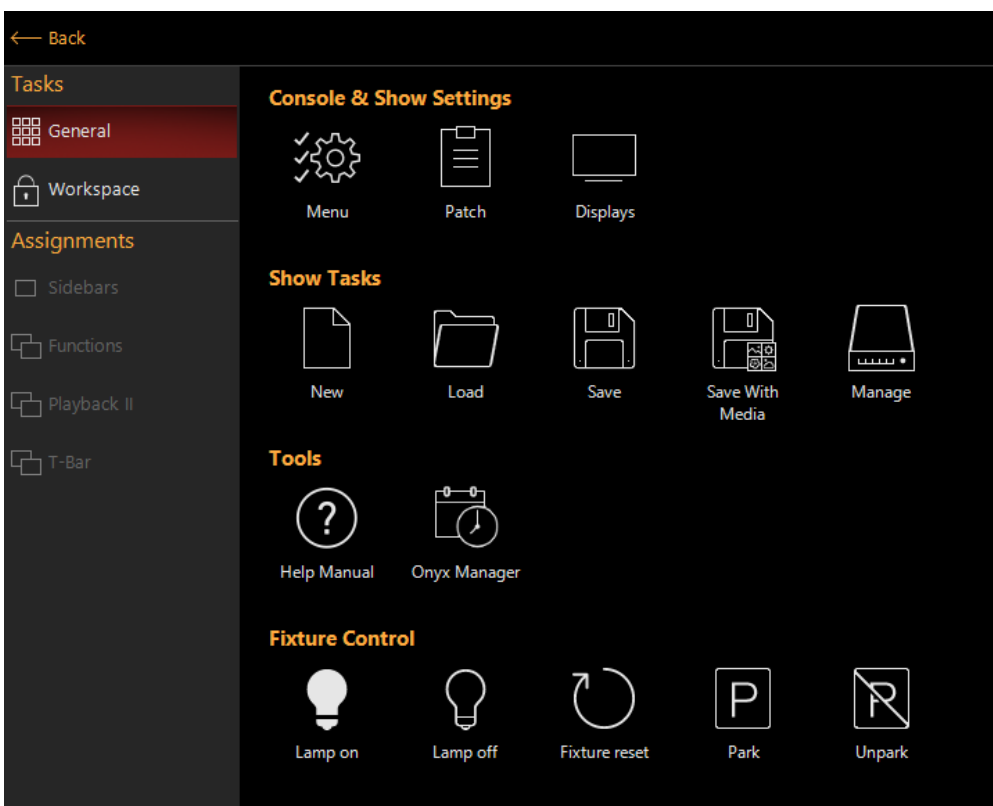 Back
Tasks
General
Workspace
Assignments
Sidebars
Functions
Playback II
T-Bar
Console & Show Settings
Menu Patch Displays
Show Tasks
New Load Save Save With Media Manage
Tools
Help Manual Onyx Manager
Fixture Control
Lamp on Lamp off Fixture reset Park Unpark